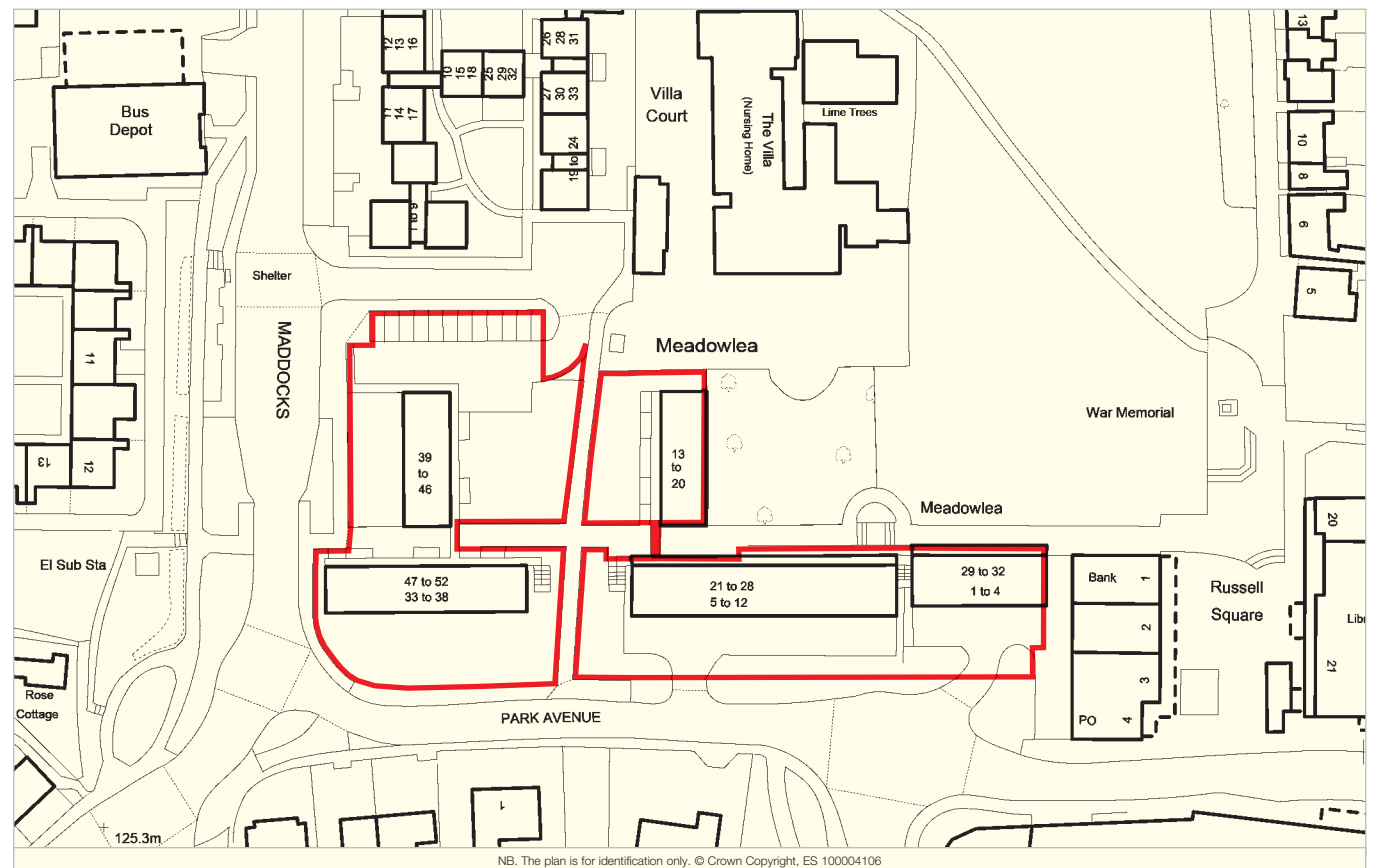 Bus
Depot
12
13
16
10
15
18
25
29
32
11
14
17
26
28
31
27
30
33
19 to 24
Villa
Court
The Villa
(Nursing Home)
Lime Trees
13
10
8
6
5
Shelter
MADDOCKS
Meadowlea
11
12
13
39
to
46
13
to
20
War Memorial
Meadowlea
El Sub Sta
47 to 52
33 to 38
21 to 28
5 to 12
29 to 32
1 to 4
Bank
1
2
3
PO
4
Russell
Square
20
Lib
21
Rose
Cottage
PARK AVENUE
1
125.3m
NB. The plan is for identification only. © Crown Copyright, ES 100004106